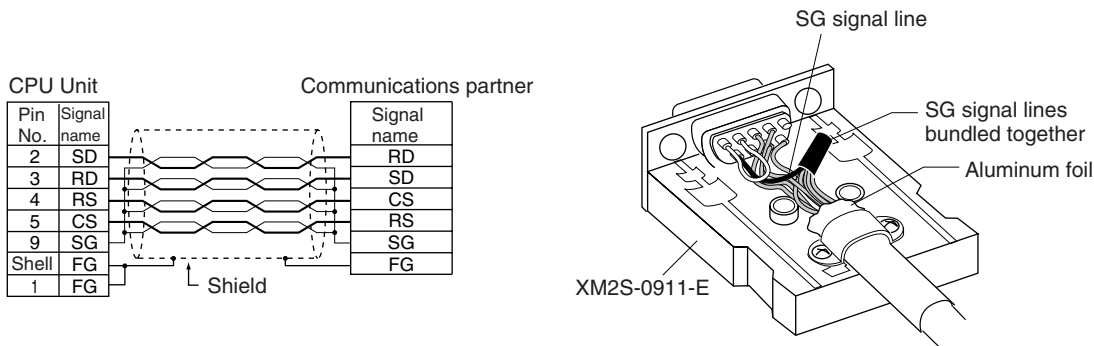 CPU Unit
Pin No. Signal name
2 SD
3 RD
4 RS
5 CS
9 SG
Shell FG
1 FG
Shield
Communications partner
Signal name
RD
SD
CS
RS
SG
FG
SG signal line
SG signal lines
bundled together
Aluminum foil
XM2S-0911-E